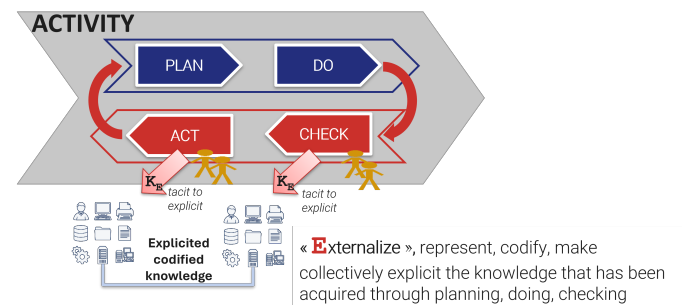 ACTIVITY
PLAN
DO
ACT
CHECK
KE
tacit to
explicit
KE
tacit to
explicit
Explicited
codified
knowledge
« Externalize », represent, codify, make
collectively explicit the knowledge that has been
acquired through planning, doing, checking